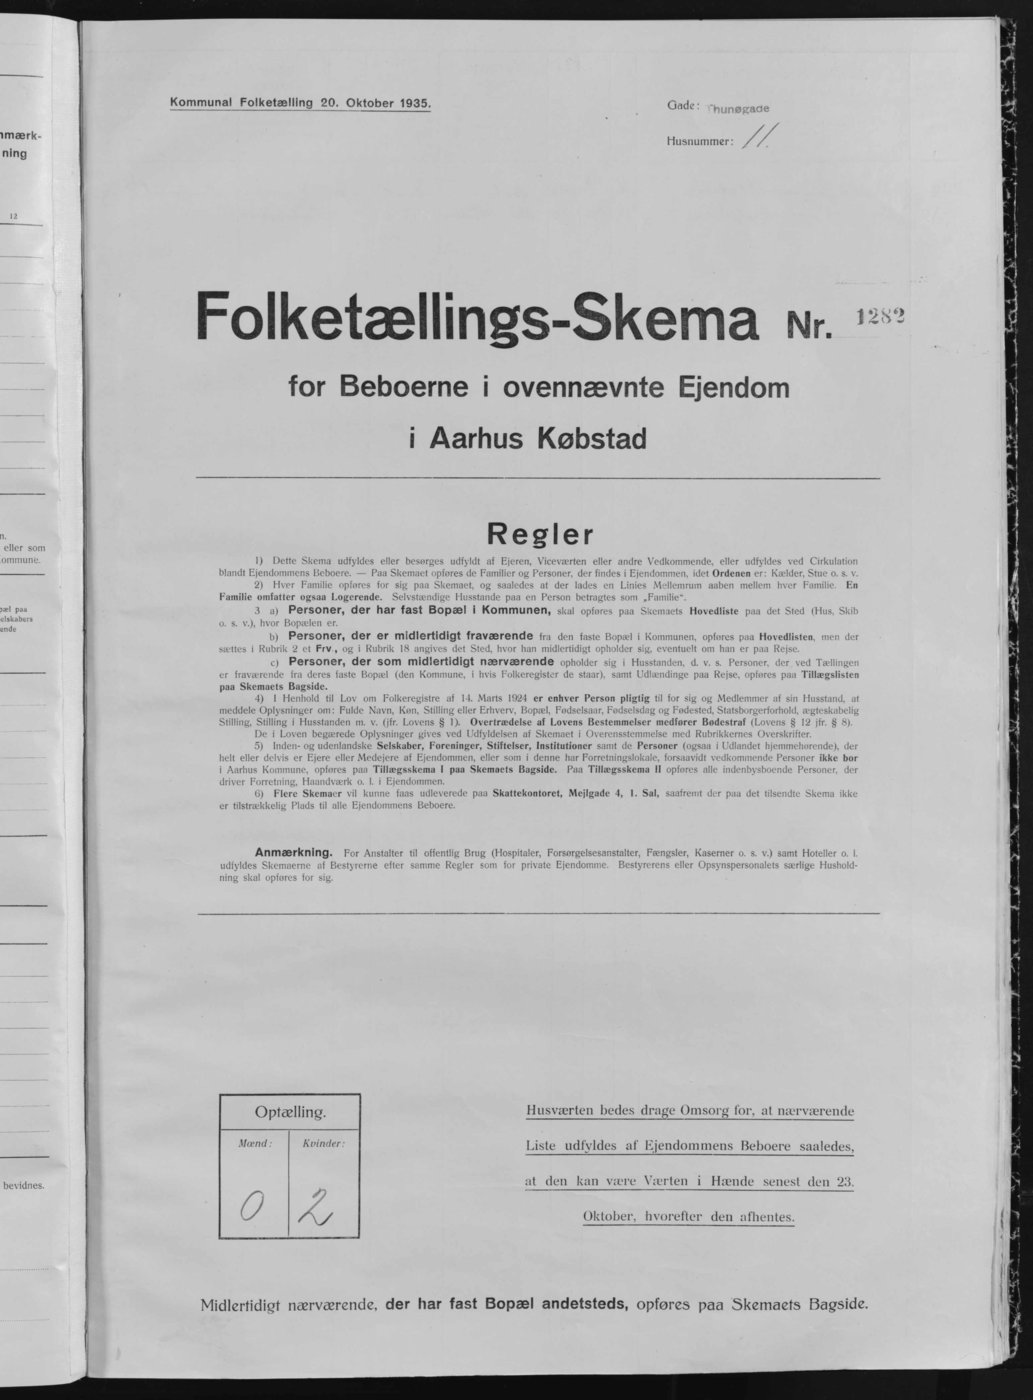 nmærk-
ning
12
n.
eller som
ommune.
pæl paa
elskabers
ende
bevidnes.
Kommunal Folketælling 20. Oktober 1935.
Gade: Thunøgade
Husnummer: 11.
Folketællings-Skema Nr. 1282
for Beboerne i ovennævnte Ejendom
i Aarhus Købstad
Regler
1) Dette Skema udfyldes eller besørges udfyldt af Ejeren, Viceværten eller andre Vedkommende, eller udfyldes ved Cirkulation
blandt Ejendommens Beboere. — Paa Skemaet opføres de Familier og Personer, der findes i Ejendommen, idet Ordenen er: Kælder, Stue o. s. v.
2) Hver Familie opføres for sig paa Skemaet, og saaledes at der lades en Linies Mellemrum aaben mellem hver Familie. En
Familie omfatter ogsaa Logerende. Selvstændige Husstande paa en Person betragtes som „Familie".
3 a) Personer, der har fast Bopæl i Kommunen, skal opføres paa Skemaets Hovedliste paa det Sted (Hus, Skib
o. s. v.), hvor Bopælen er.
b) Personer, der er midlertidigt fraværende fra den faste Bopæl i Kommunen, opføres paa Hovedlisten, men der
sættes i Rubrik 2 et Frv., og i Rubrik 18 angives det Sted, hvor han midlertidigt opholder sig, eventuelt om han er paa Rejse.
c) Personer, der som midlertidigt nærværende opholder sig i Husstanden, d. v. s. Personer, der ved Tællingen
er fraværende fra deres faste Bopæl (den Kommune, i hvis Folkeregister de staar), samt Udlændinge paa Rejse, opføres paa Tillægslisten
paa Skemaets Bagside.
4) I Henhold til Lov om Folkeregistre af 14. Marts 1924 er enhver Person pligtig til for sig og Medlemmer af sin Husstand, at
meddele Oplysninger om: Fulde Navn, Køn, Stilling eller Erhverv, Bopæl, Fødselsaar, Fødselsdag og Fødested, Statsborgerforhold, ægteskabelig
Stilling, Stilling i Husstanden m. v. (jfr. Lovens § 1). Overtrædelse af Lovens Bestemmelser medfører Bødestraf (Lovens § 12 jfr. § 8).
De i Loven begærede Oplysninger gives ved Udfyldelsen af Skemaet i Overensstemmelse med Rubrikkernes Overskrifter.
5) Inden- og udenlandske Selskaber, Foreninger, Stiftelser, Institutioner samt de Personer (ogsaa i Udlandet hjemmehørende), der
helt eller delvis er Ejere eller Medejere af Ejendommen, eller som i denne har Forretningslokale, forsaavidt vedkommende Personer ikke bor
i Aarhus Kommune, opføres paa Tillægsskema I paa Skemaets Bagside. Paa Tillægsskema II opføres alle indenbysboende Personer, der
driver Forretning, Haandværk o. l. i Ejendommen.
6) Flere Skemaer vil kunne faas udleverede paa Skattekontoret, Mejlgade 4, 1. Sal, saafremt der paa det tilsendte Skema ikke
er tilstrækkelig Plads til alle Ejendommens Beboere.
Anmærkning. For Anstalter til offentlig Brug (Hospitaler, Forsørgelsesanstalter, Fængsler, Kaserner o. s. v.) samt Hoteller o. l.
udfyldes Skemaerne af Bestyrerne efter samme Regler som for private Ejendomme. Bestyrerens eller Opsynspersonalets særlige Hushold-
ning skal opføres for sig.
Optælling.
Mænd: Kvinder:
0 2
Husværten bedes drage Omsorg for, at nærværende
Liste udfyldes af Ejendommens Beboere saaledes,
at den kan være Værten i Hænde senest den 23.
Oktober, hvorefter den afhentes.
Midlertidigt nærværende, der har fast Bopæl andetsteds, opføres paa Skemaets Bagside.